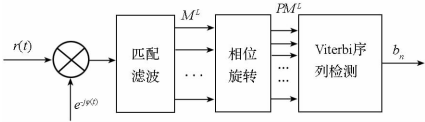 M^L
PM^L
r(t)
匹配
滤波
· · ·
相位
旋转
...
...
Viterbi序
列检测
b_n
e^{-jφ(t)}